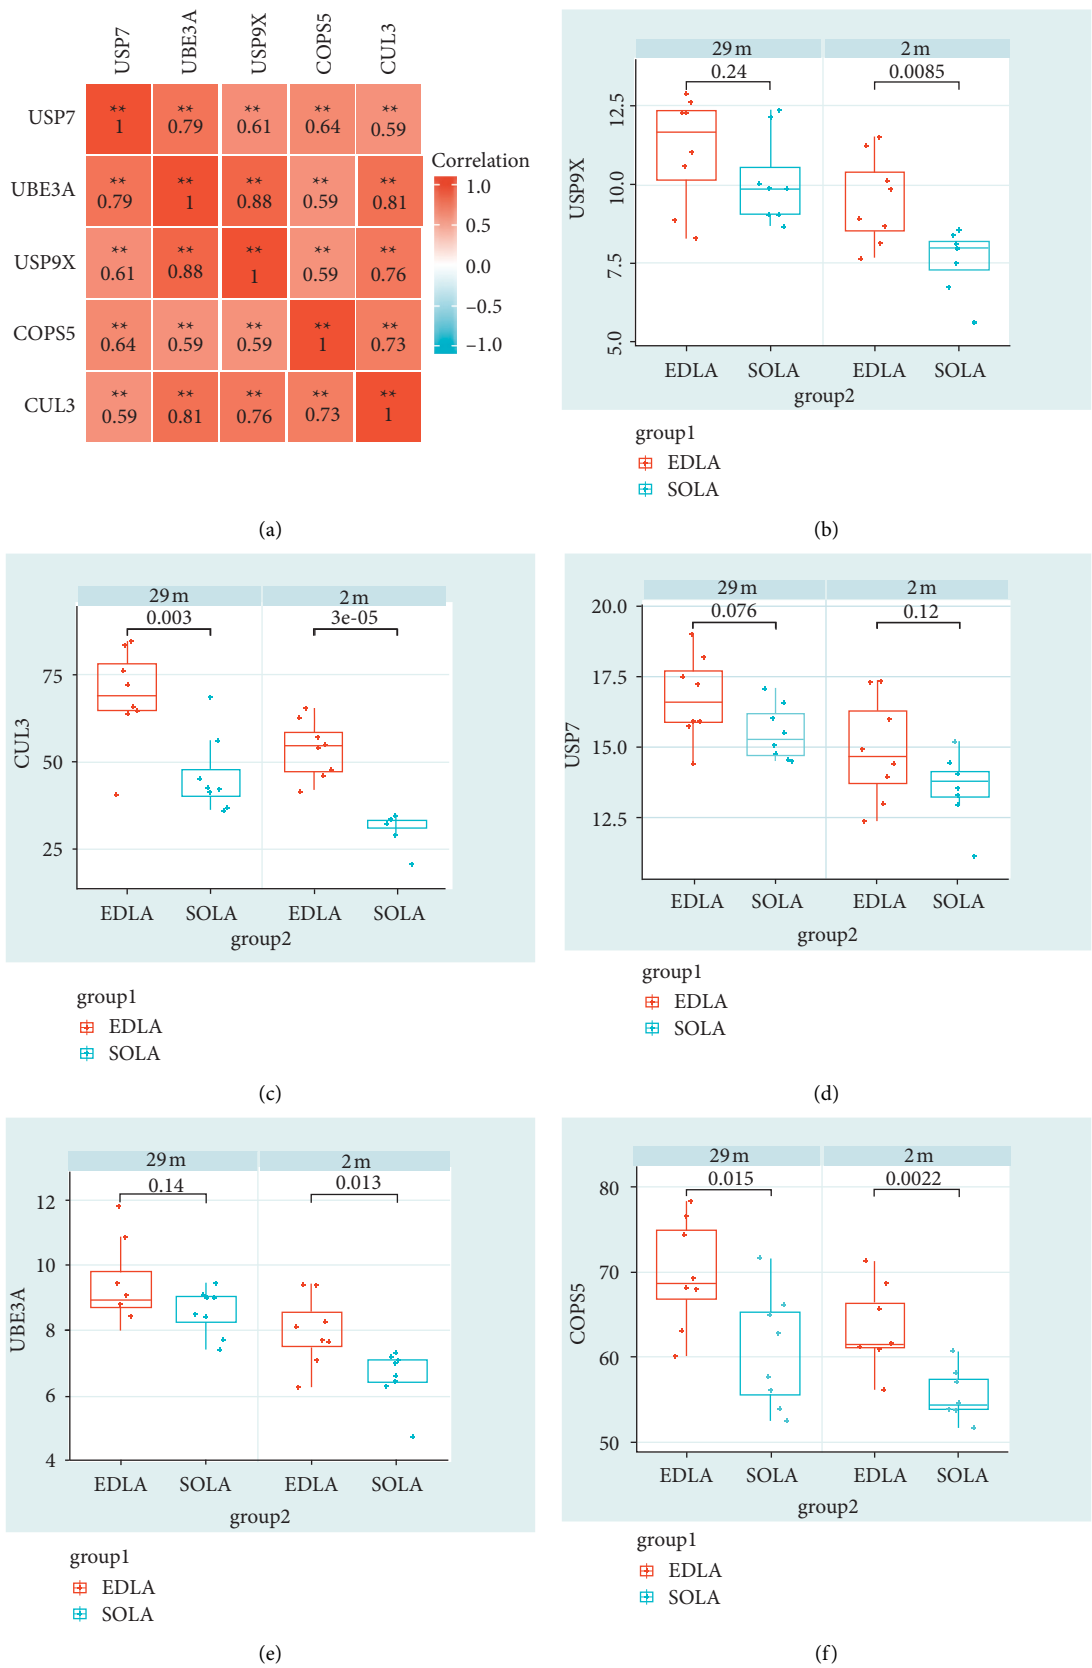 USP7 UBE3A USP9X COPS5 CUL3
Correlation
USP7 ** 1 ** 0.79 ** 0.61 ** 0.64 ** 0.59
UBE3A ** 0.79 ** 1 ** 0.88 ** 0.59 ** 0.81
USP9X ** 0.61 ** 0.88 ** 1 ** 0.59 ** 0.76
COPS5 ** 0.64 ** 0.59 ** 0.59 ** 1 ** 0.73
CUL3 ** 0.59 ** 0.81 ** 0.76 ** 0.73 ** 1
1.0
0.5
0.0
−0.5
−1.0
(a)
29 m 2 m
0.24 0.0085
USP9X
12.5
10.0
7.5
5.0
EDLA SOLA EDLA SOLA
group2
group1
EDLA
SOLA
(b)
29 m 2 m
0.003 3e-05
CUL3
75
50
25
EDLA SOLA EDLA SOLA
group2
group1
EDLA
SOLA
(c)
29 m 2 m
0.076 0.12
USP7
20.0
17.5
15.0
12.5
EDLA SOLA EDLA SOLA
group2
group1
EDLA
SOLA
(d)
29 m 2 m
0.14 0.013
UBE3A
12
10
8
6
4
EDLA SOLA EDLA SOLA
group2
group1
EDLA
SOLA
(e)
29 m 2 m
0.015 0.0022
COPS5
80
70
60
50
EDLA SOLA EDLA SOLA
group2
group1
EDLA
SOLA
(f)